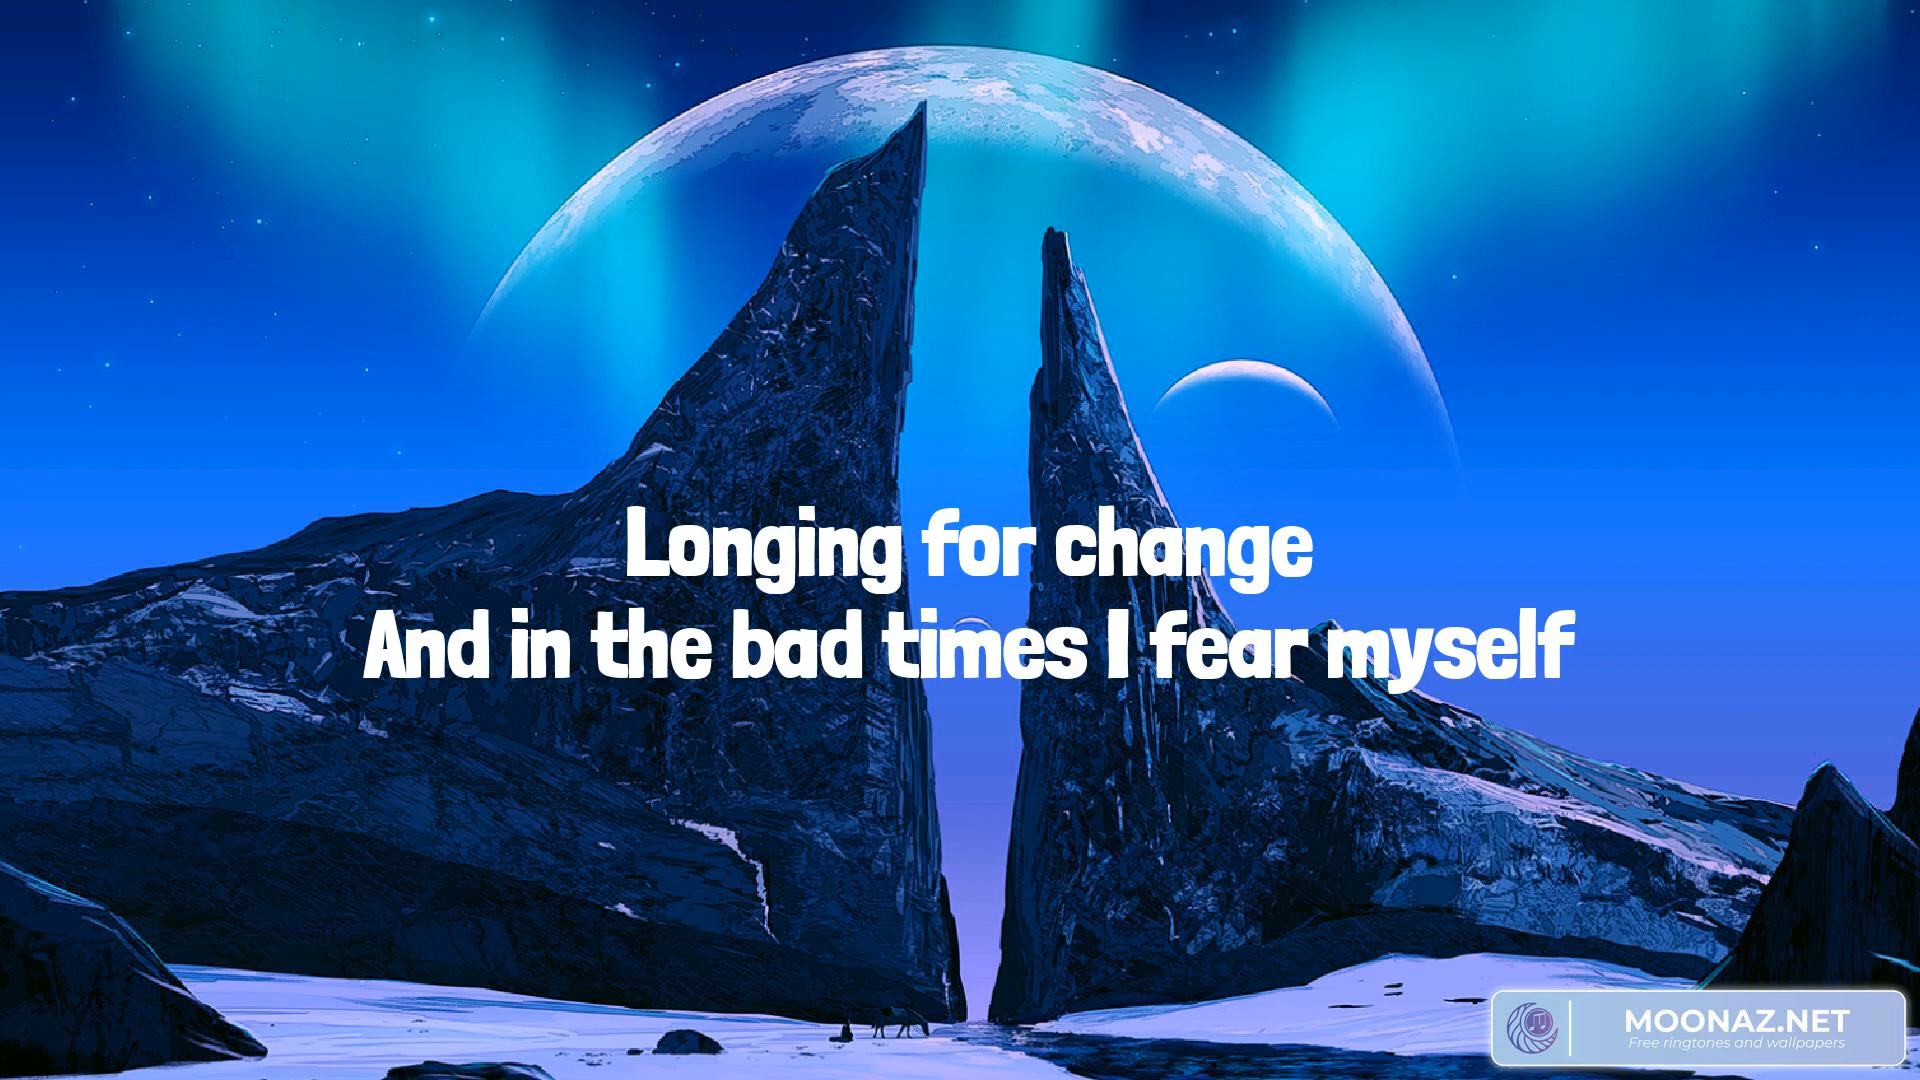 Longing for change
And in the bad times I fear myself
MOONAZ.NET
Free ringtones and wallpapers